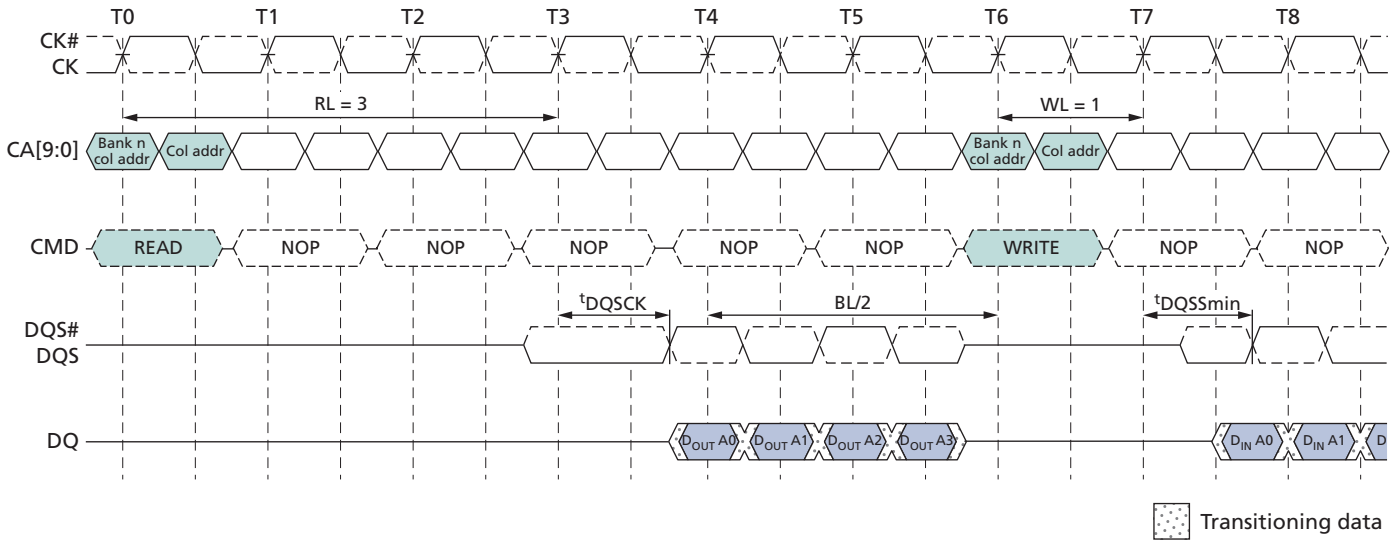 T0 T1 T2 T3 T4 T5 T6 T7 T8
CK#
CK
RL = 3 WL = 1
CA[9:0] Bank n col addr Col addr Bank n col addr Col addr
CMD READ NOP NOP NOP NOP NOP WRITE NOP NOP
tDQSCK BL/2 tDQSSmin
DQS#
DQS
DQ DOUT A0 DOUT A1 DOUT A2 DOUT A3 DIN A0 DIN A1 D
Transitioning data